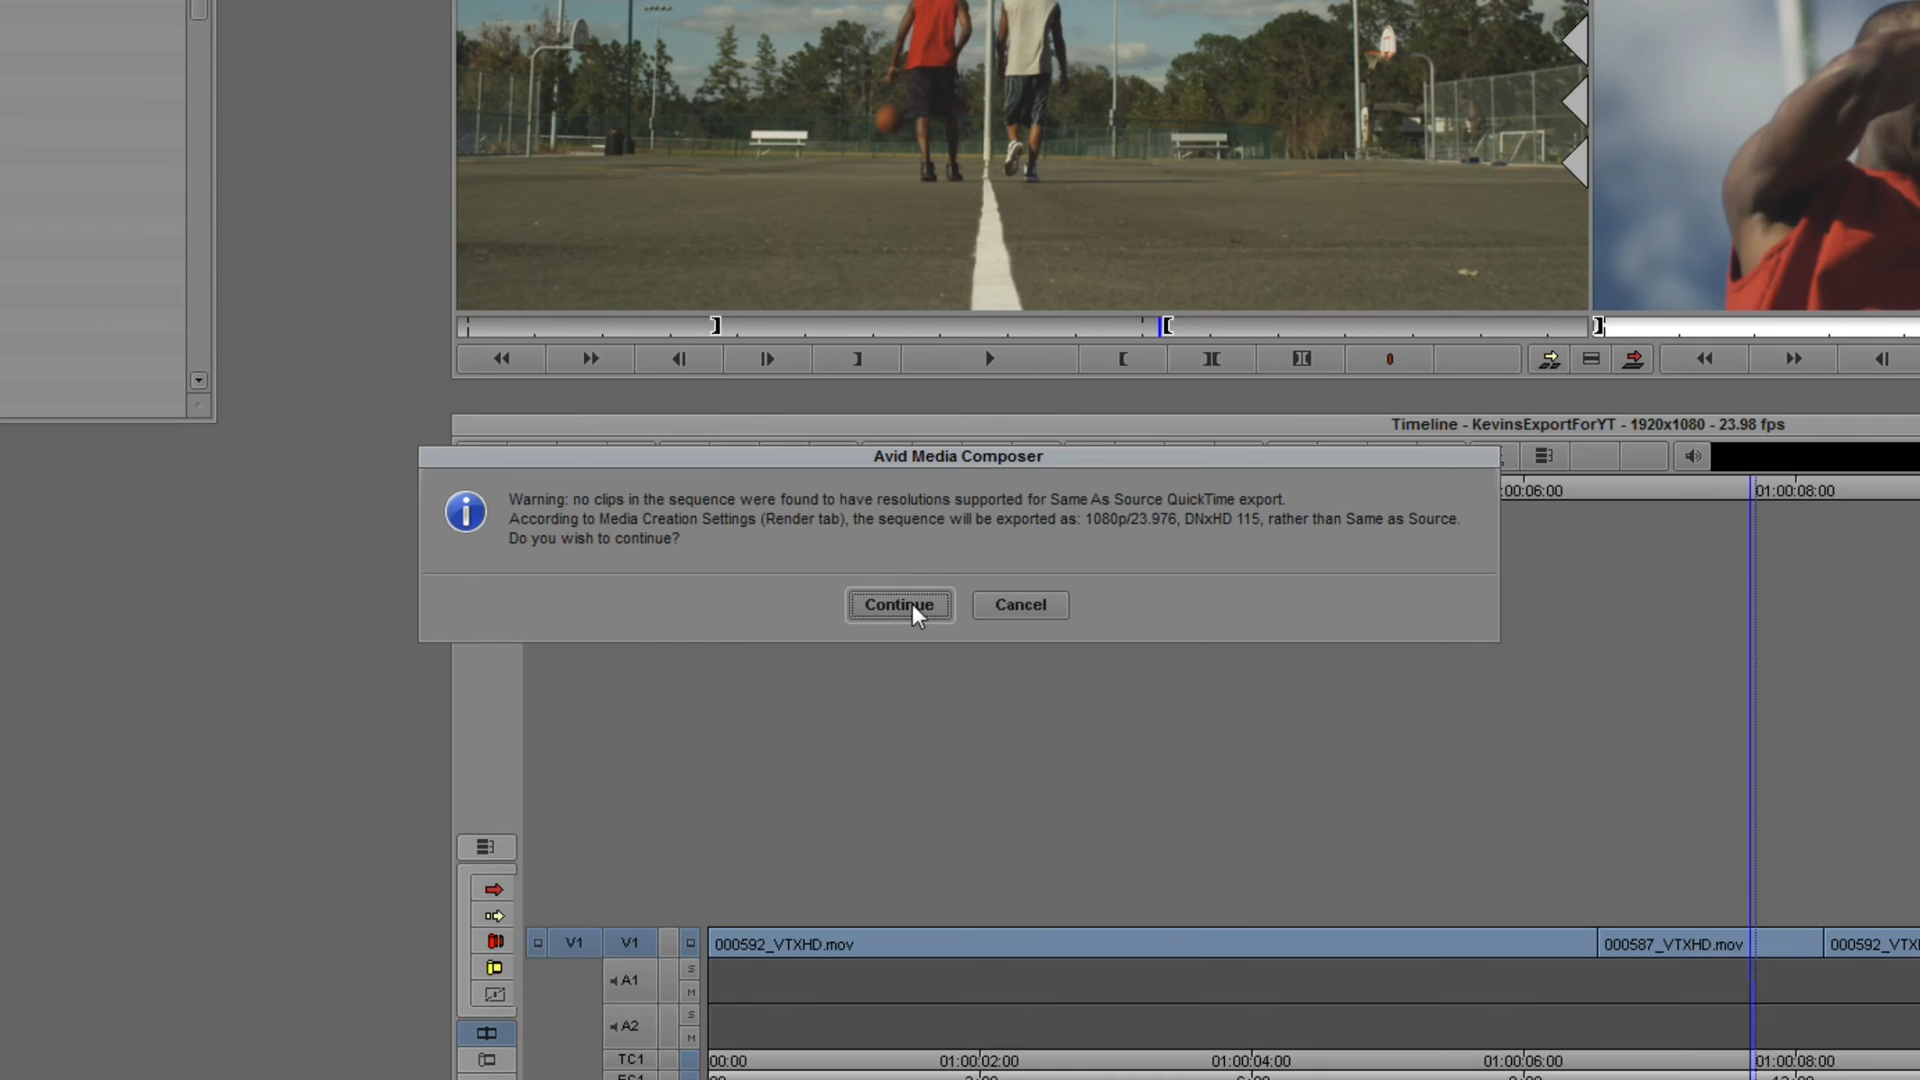 Timeline - KevinsExportForYT - 1920x1080 - 23.98 fps
Avid Media Composer
Warning: no clips in the sequence were found to have resolutions supported for Same As Source QuickTime export.
According to Media Creation Settings (Render tab), the sequence will be exported as: 1080p/23.976, DNxHD 115, rather than Same as Source.
Do you wish to continue?
Continue
Cancel
:00:06:00
01:00:08:00
V1
V1
000592_VTXHD.mov
000587_VTXHD.mov
000592_VTXH
A1
S
M
A2
S
M
TC1
00:00
01:00:02:00
01:00:04:00
01:00:06:00
01:00:08:00